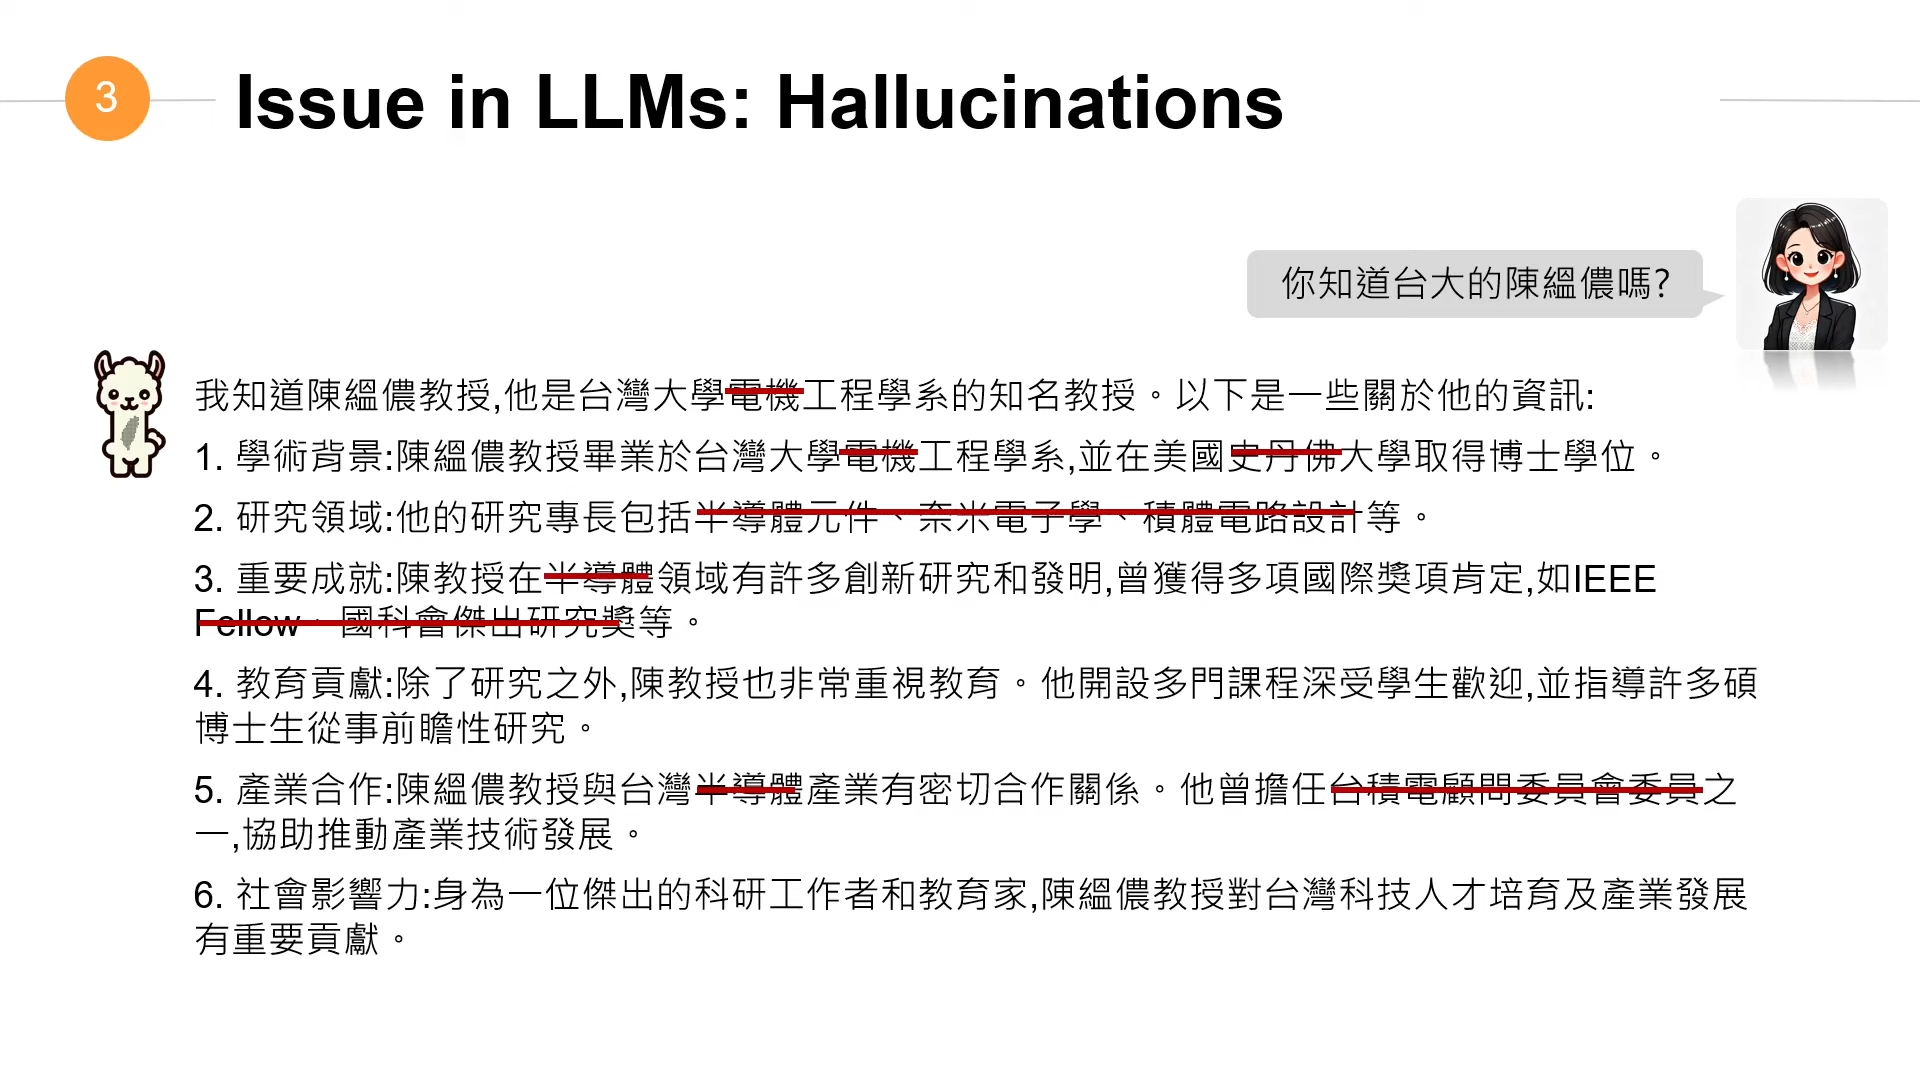 3
Issue in LLMs: Hallucinations
你知道台大的陳縕儂嗎?
我知道陳縕儂教授,他是台灣大學電機工程學系的知名教授。以下是一些關於他的資訊:
1. 學術背景:陳縕儂教授畢業於台灣大學電機工程學系,並在美國史丹佛大學取得博士學位。
2. 研究領域:他的研究專長包括半導體元件、奈米電子學、積體電路設計等。
3. 重要成就:陳教授在半導體領域有許多創新研究和發明,曾獲得多項國際獎項肯定,如IEEE
Fellow、國科會傑出研究獎等。
4. 教育貢獻:除了研究之外,陳教授也非常重視教育。他開設多門課程深受學生歡迎,並指導許多碩
博士生從事前瞻性研究。
5. 產業合作:陳縕儂教授與台灣半導體產業有密切合作關係。他曾擔任台積電顧問委員會委員之
一,協助推動產業技術發展。
6. 社會影響力:身為一位傑出的科研工作者和教育家,陳縕儂教授對台灣科技人才培育及產業發展
有重要貢獻。